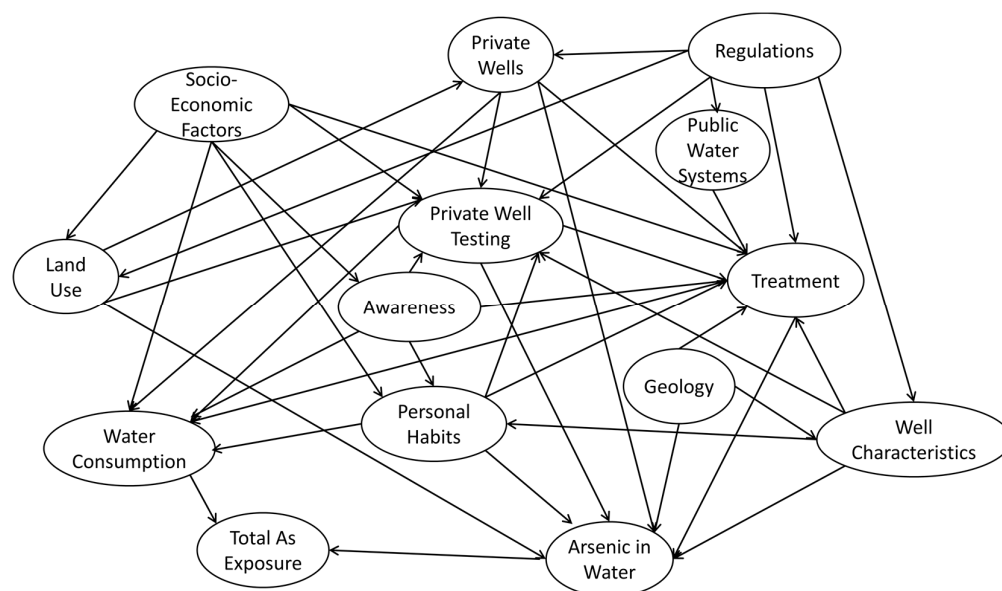 Private
Wells
Regulations
Socio-
Economic
Factors
Public
Water
Systems
Private Well
Testing
Land
Use
Awareness
Treatment
Geology
Water
Consumption
Personal
Habits
Well
Characteristics
Total As
Exposure
Arsenic in
Water